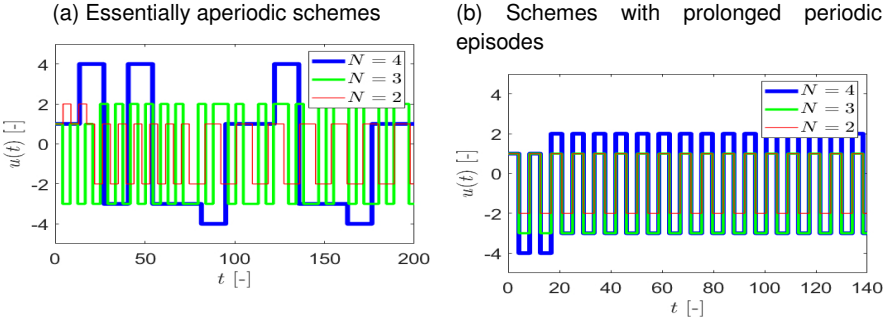 (a) Essentially aperiodic schemes
(b) Schemes with prolonged periodic
episodes
4
2
0
-2
-4
u(t) [-]
N = 4
N = 3
N = 2
0
50
100
150
200
t [-]
4
2
0
-2
-4
u(t) [-]
N = 4
N = 3
N = 2
0
20
40
60
80
100
120
140
t [-]